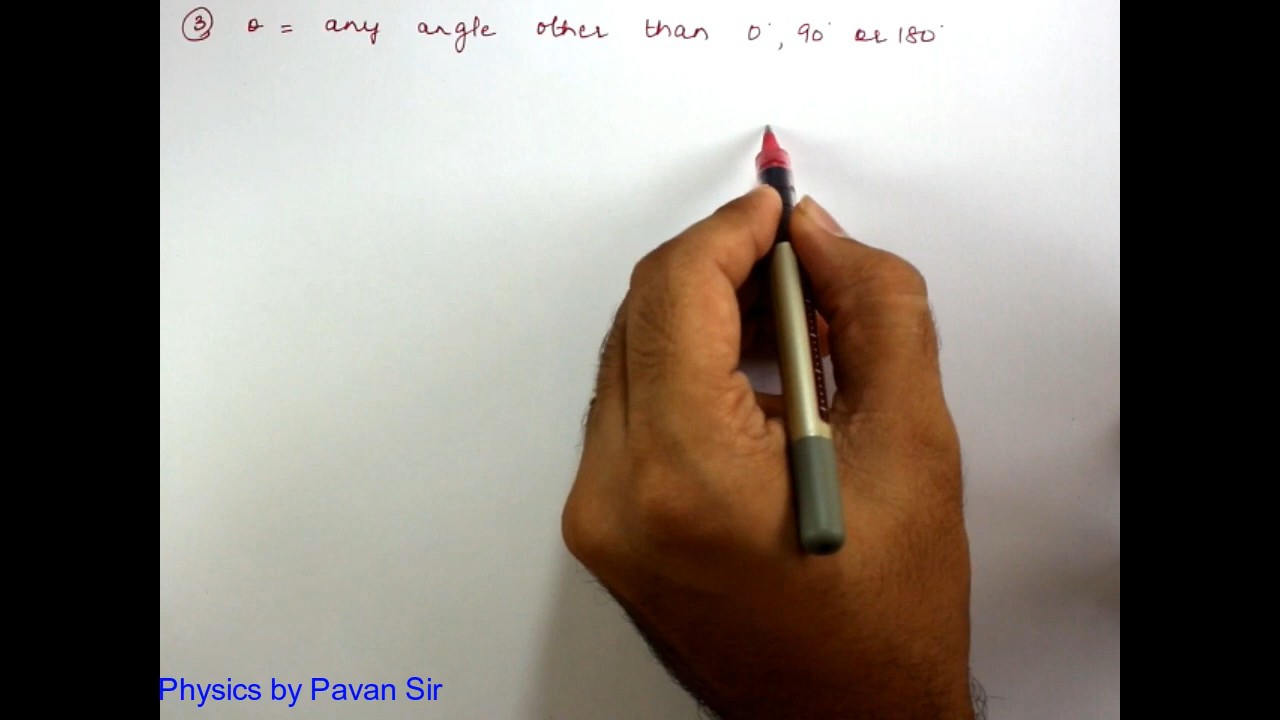 ③ θ = any angle other than 0°, 90° or 180°
Physics by Pavan Sir